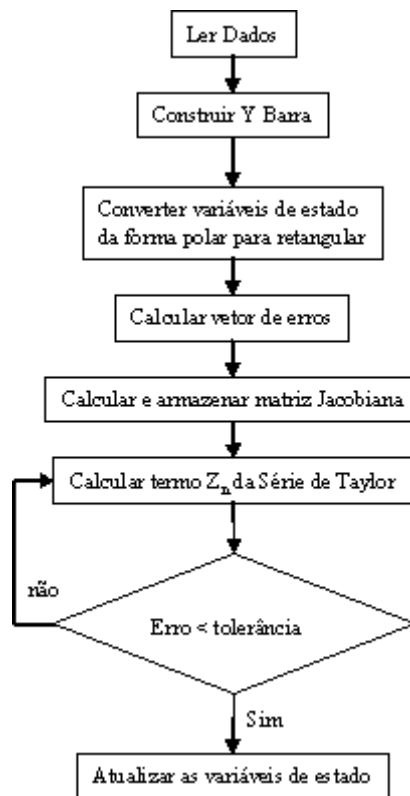 Ler Dados
Construir Y Barra
Converter variáveis de estado
da forma polar para retangular
Calcular vetor de erros
Calcular e armazenar matriz Jacobiana
Calcular termo Zn da Série de Taylor
não
Erro < tolerância
Sim
Atualizar as variáveis de estado